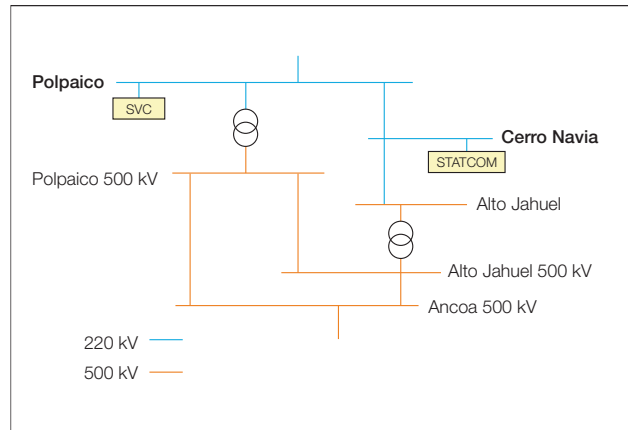 Polpaico
SVC
Cerro Navia
STATCOM
Polpaico 500 kV
Alto Jahuel
Alto Jahuel 500 kV
Ancoa 500 kV
220 kV
500 kV